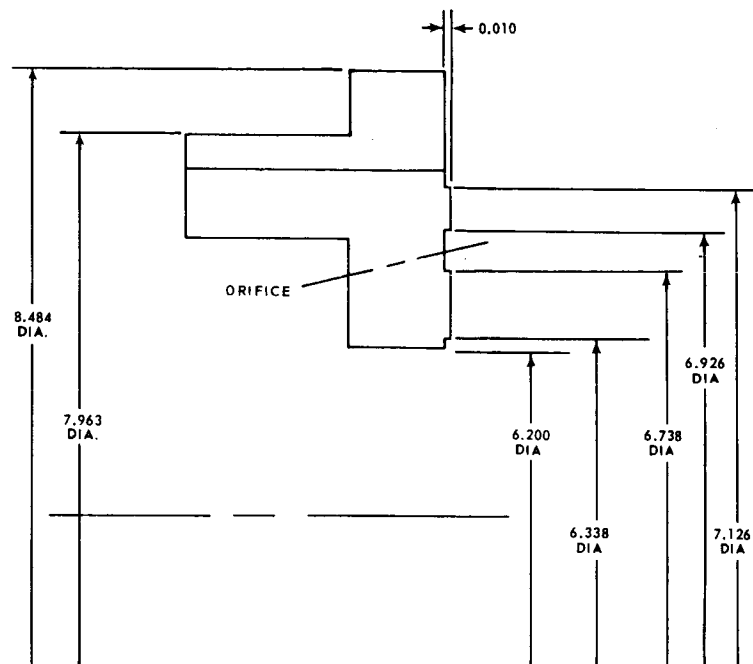 0.010
ORIFICE
8.484
DIA.
7.963
DIA.
6.200
DIA
6.338
DIA
6.738
DIA
6.926
DIA
7.126
DIA